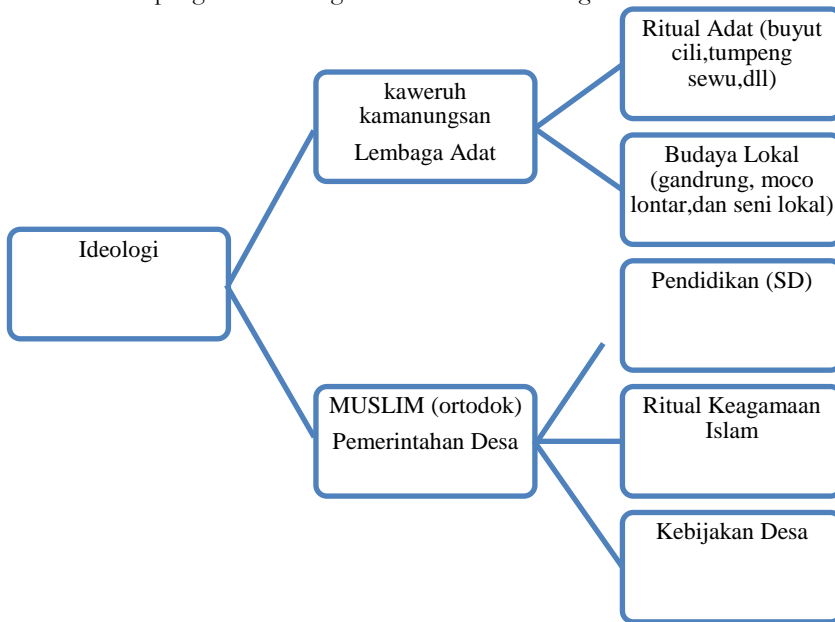 Ideologi
kaweruh
kamanungsan
Lembaga Adat
Ritual Adat (buyut
cili,tumpeng
sewu,dll)
Budaya Lokal
(gandrung, moco
lontar,dan seni lokal)
MUSLIM (ortodok)
Pemerintahan Desa
Pendidikan (SD)
Ritual Keagamaan
Islam
Kebijakan Desa